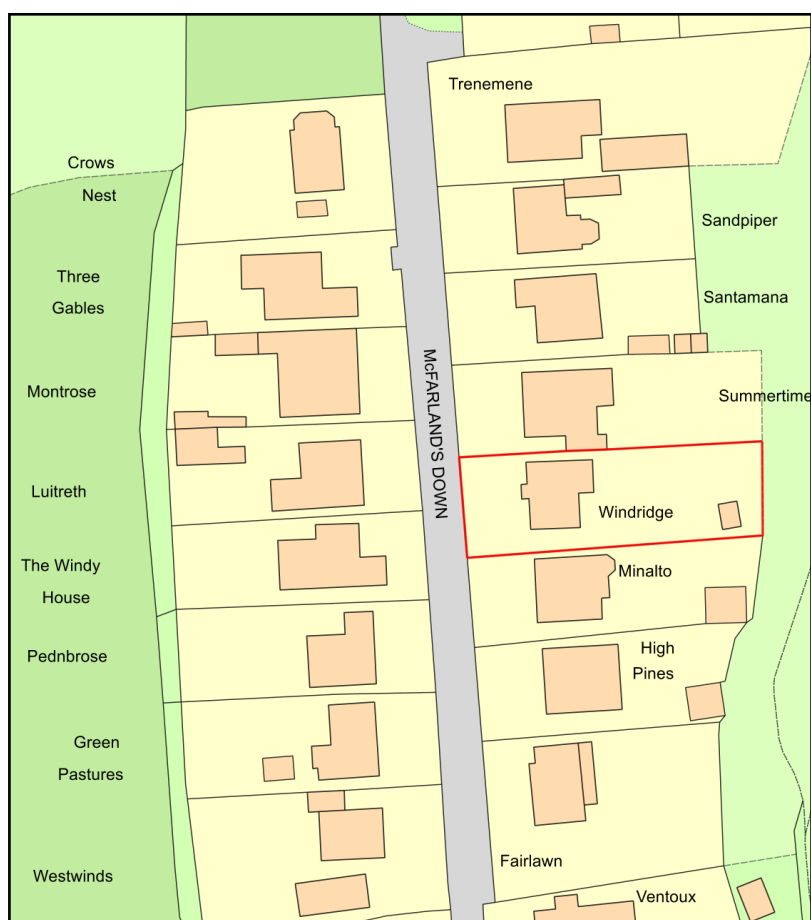 Trenemene
Crows
Nest
Sandpiper
Three
Gables
Santamana
Montrose
McFARLAND'S DOWN
Summertime
Luitreth
Windridge
The Windy
House
Minalto
Pednbrose
High
Pines
Green
Pastures
Fairlawn
Westwinds
Ventoux